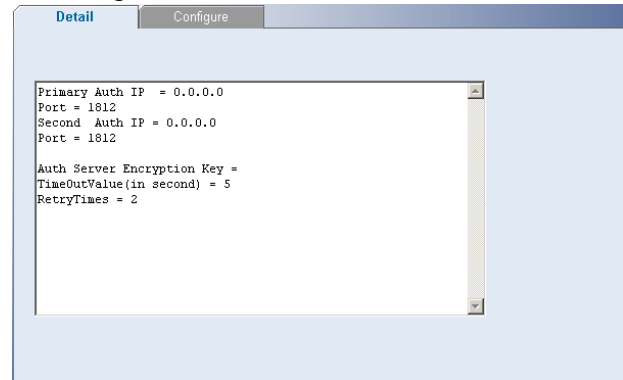 Detail Configure
Primary Auth IP  = 0.0.0.0
Port = 1812
Second  Auth IP = 0.0.0.0
Port = 1812
Auth Server Encryption Key =
TimeOutValue(in second) = 5
RetryTimes = 2